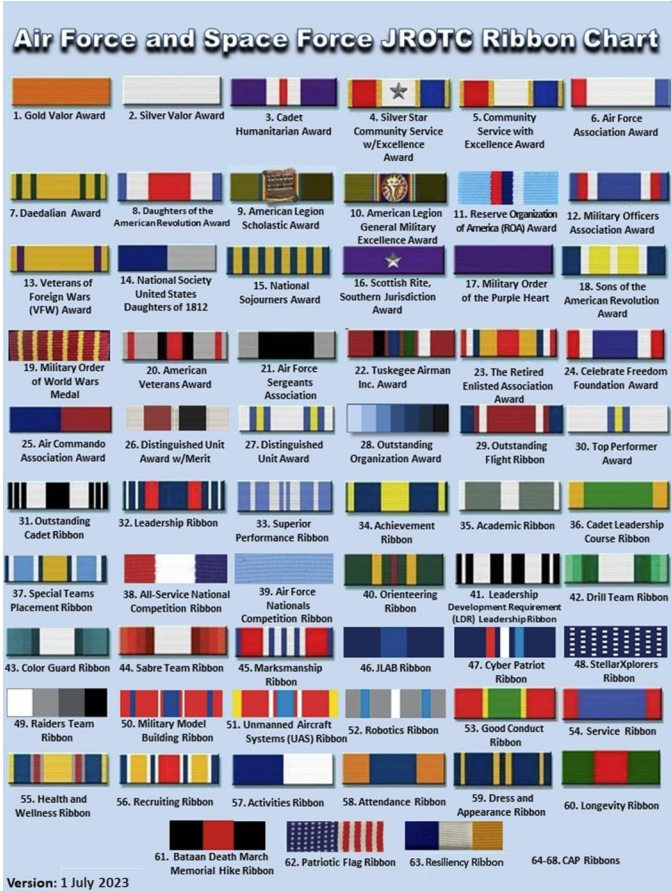 Air Force and Space Force JROTC Ribbon Chart
1. Gold Valor Award
2. Silver Valor Award
3. Cadet
Humanitarian Award
4. Silver Star
Community Service
w/Excellence
Award
5. Community
Service with
Excellence Award
6. Air Force
Association Award
7. Daedalian Award
8. Daughters of the
American Revolution Award
9. American Legion
Scholastic Award
10. American Legion
General Military
Excellence Award
11. Reserve Organization
of America (ROA) Award
12. Military Officers
Association Award
13. Veterans of
Foreign Wars
(VFW) Award
14. National Society
United States
Daughters of 1812
15. National
Sojourners Award
16. Scottish Rite,
Southern Jurisdiction
Award
17. Military Order
of the Purple Heart
18. Sons of the
American Revolution
Award
19. Military Order
of World Wars
Medal
20. American
Veterans Award
21. Air Force
Sergeants
Association
22. Tuskegee Airman
Inc. Award
23. The Retired
Enlisted Association
Award
24. Celebrate Freedom
Foundation Award
25. Air Commando
Association Award
26. Distinguished Unit
Award w/Merit
27. Distinguished
Unit Award
28. Outstanding
Organization Award
29. Outstanding
Flight Ribbon
30. Top Performer
Award
31. Outstanding
Cadet Ribbon
32. Leadership Ribbon
33. Superior
Performance Ribbon
34. Achievement
Ribbon
35. Academic Ribbon
36. Cadet Leadership
Course Ribbon
37. Special Teams
Placement Ribbon
38. All-Service National
Competition Ribbon
39. Air Force
Nationals
Competition Ribbon
40. Orienteering
Ribbon
41. Leadership
Development Requirement
(LDR) Leadership Ribbon
42. Drill Team Ribbon
43. Color Guard Ribbon
44. Sabre Team Ribbon
45. Marksmanship
Ribbon
46. JLAB Ribbon
47. Cyber Patriot
Ribbon
48. StellarXplorers
Ribbon
49. Raiders Team
Ribbon
50. Military Model
Building Ribbon
51. Unmanned Aircraft
Systems (UAS) Ribbon
52. Robotics Ribbon
53. Good Conduct
Ribbon
54. Service Ribbon
55. Health and
Wellness Ribbon
56. Recruiting Ribbon
57. Activities Ribbon
58. Attendance Ribbon
59. Dress and
Appearance Ribbon
60. Longevity Ribbon
61. Bataan Death March
Memorial Hike Ribbon
62. Patriotic Flag Ribbon
63. Resiliency Ribbon
64-68. CAP Ribbons
Version: 1 July 2023